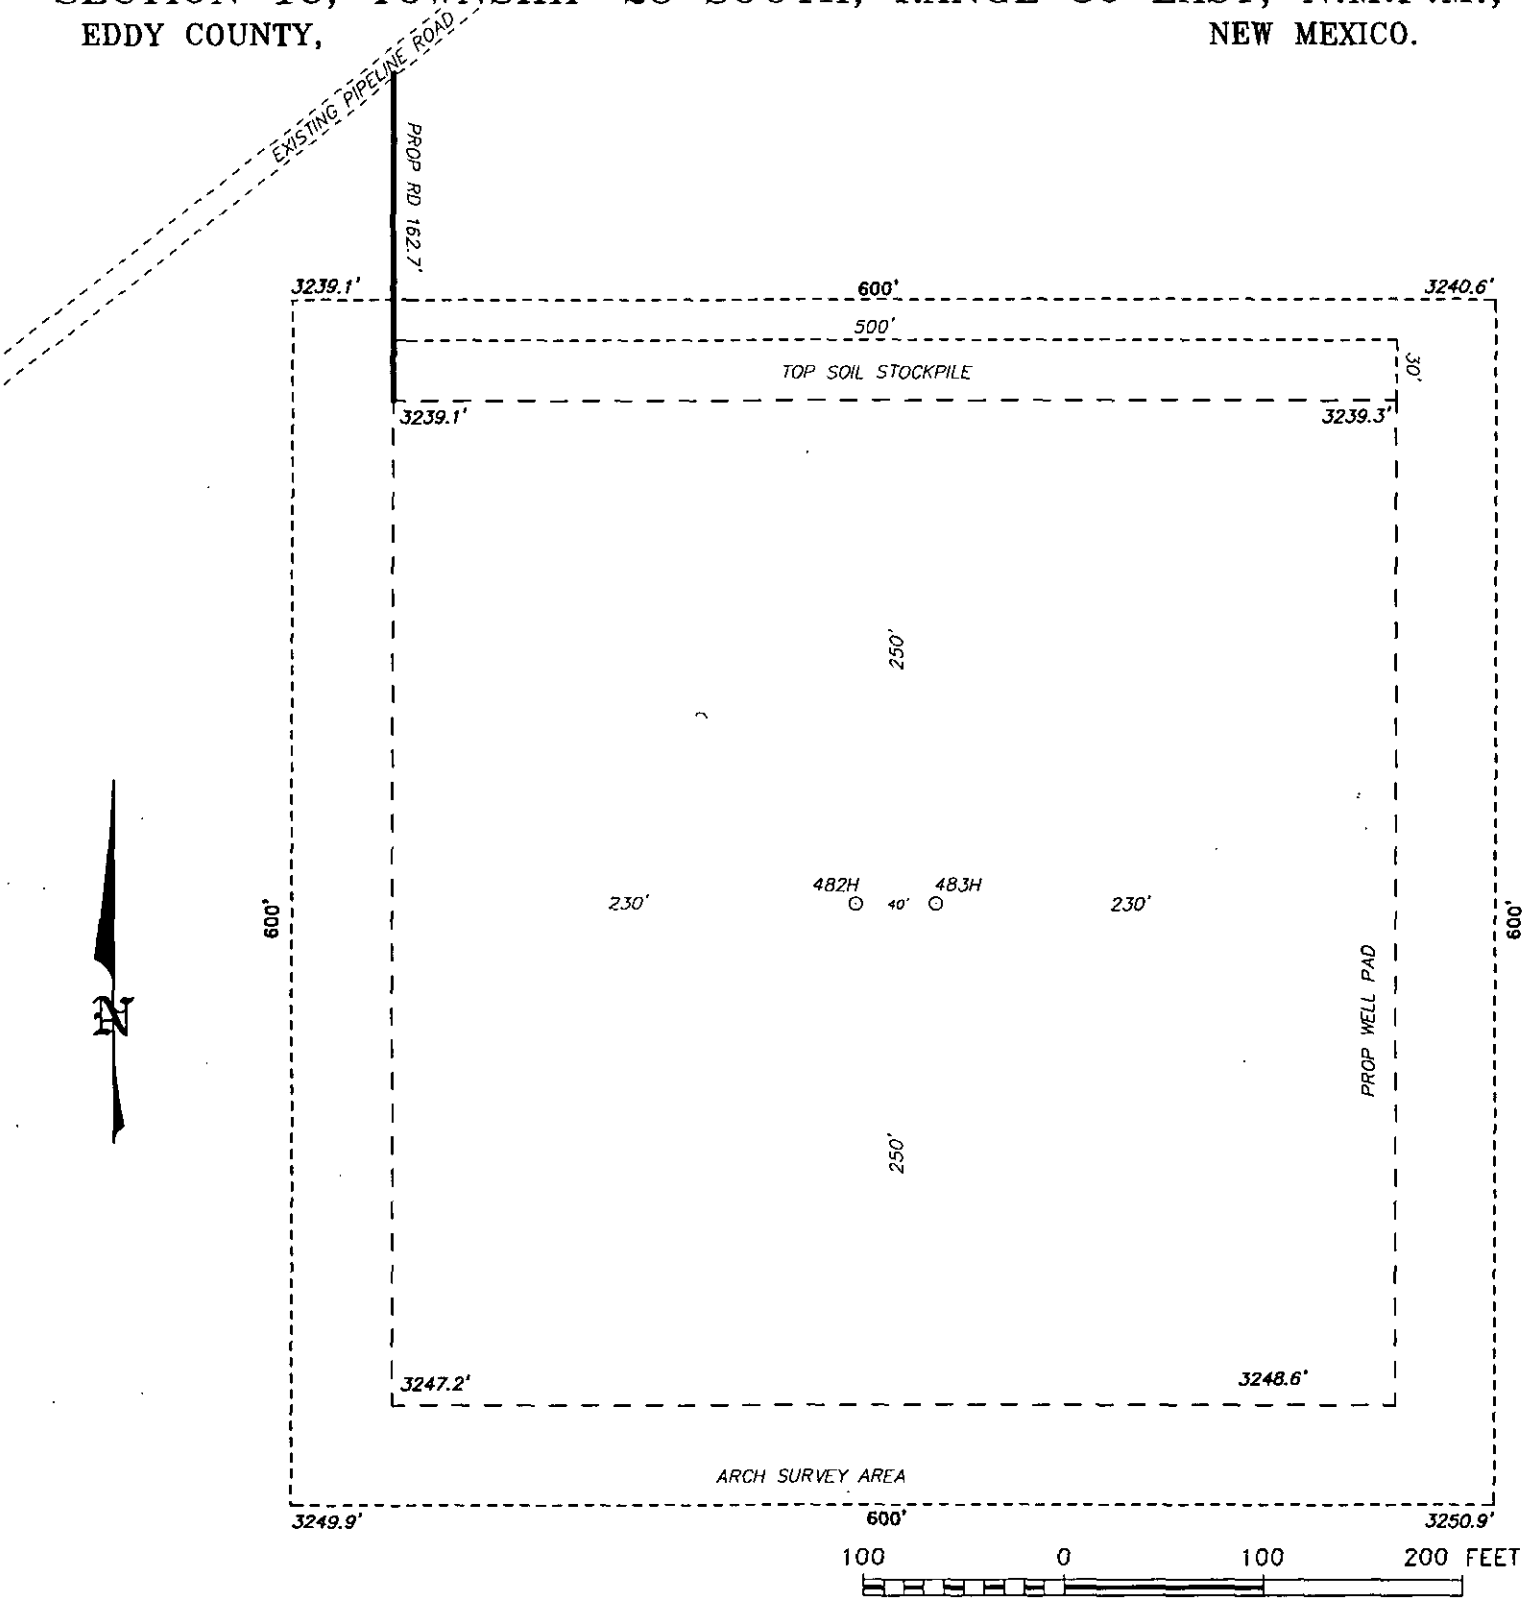 EDDY COUNTY, NEW MEXICO.
EXISTING PIPELINE ROAD
PROP RD 162.7'
3239.1' 600' 3240.6'
500'
30'
TOP SOIL STOCKPILE
3239.1' 3239.3'
250'
482H 483H
600' 230' 40' 230' 600'
PROP WELL PAD
250'
3247.2' 3248.6'
ARCH SURVEY AREA
3249.9' 600' 3250.9'
100 0 100 200 FEET